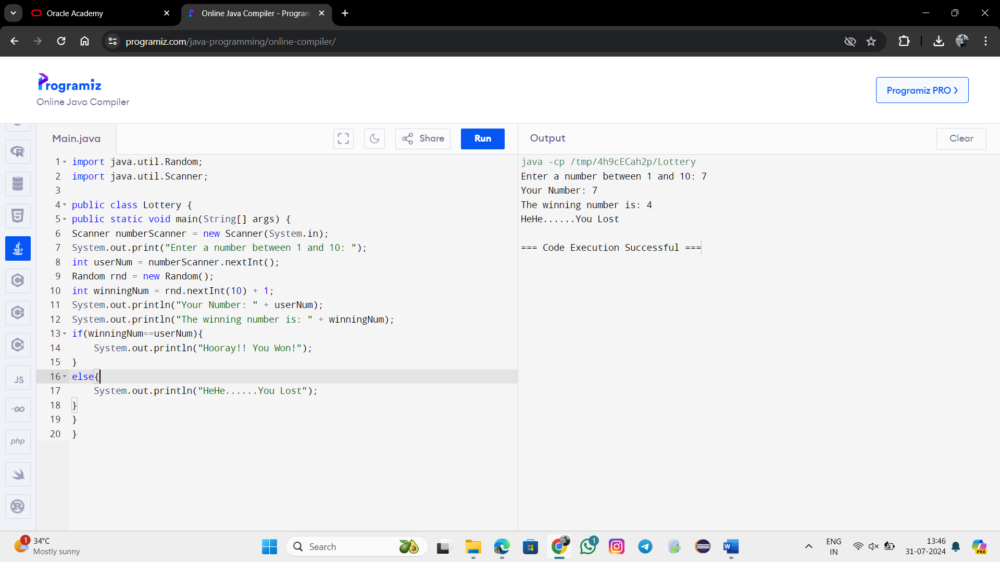 Oracle Academy
Online Java Compiler - Program
programiz.com/java-programming/online-compiler/
Programiz
Online Java Compiler
Programiz PRO
Main.java
Share
Run
Output
Clear
1 import java.util.Random;
2 import java.util.Scanner;
3
4 public class Lottery {
5 public static void main(String[] args) {
6 Scanner numberScanner = new Scanner(System.in);
7 System.out.print("Enter a number between 1 and 10: ");
8 int userNum = numberScanner.nextInt();
9 Random rnd = new Random();
10 int winningNum = rnd.nextInt(10) + 1;
11 System.out.println("Your Number: " + userNum);
12 System.out.println("The winning number is: " + winningNum);
13 if(winningNum==userNum){
14     System.out.println("Hooray!! You Won!");
15 }
16 else{
17     System.out.println("HeHe......You Lost");
18 }
19 }
20 }
java -cp /tmp/4h9cECah2p/Lottery
Enter a number between 1 and 10: 7
Your Number: 7
The winning number is: 4
HeHe......You Lost
=== Code Execution Successful ===
R
5
C
C
C
JS
GO
php
R
1
34°C
Mostly sunny
Search
1
W
ENG
IN
13:46
31-07-2024
PRE